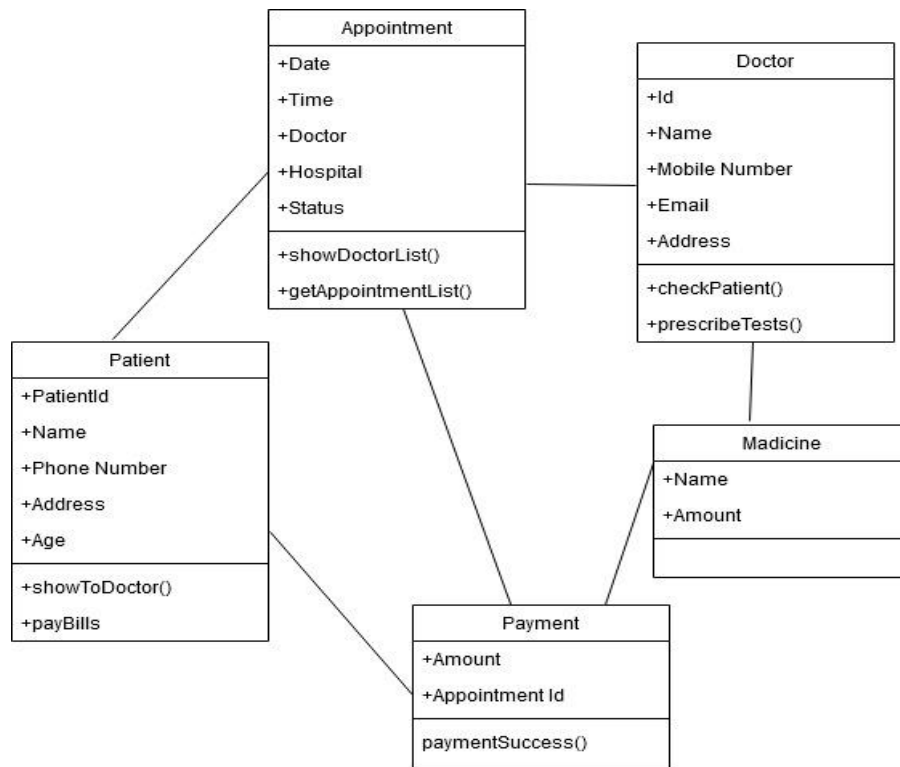 Appointment
+Date
+Time
+Doctor
+Hospital
+Status
+showDoctorList()
+getAppointmentList()
Doctor
+Id
+Name
+Mobile Number
+Email
+Address
+checkPatient()
+prescribeTests()
Patient
+PatientId
+Name
+Phone Number
+Address
+Age
+showToDoctor()
+payBills
Madicine
+Name
+Amount
Payment
+Amount
+Appointment Id
paymentSuccess()